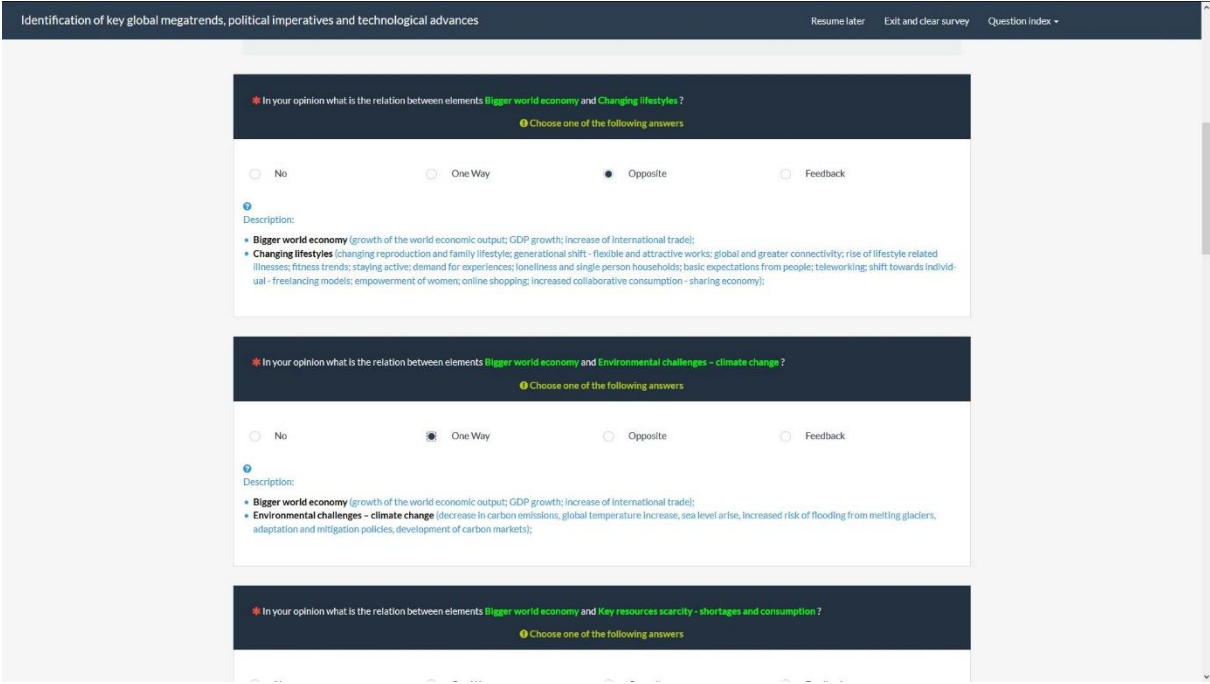 Identification of key global megatrends, political imperatives and technological advances
Resume later Exit and clear survey Question index
✱ In your opinion what is the relation between elements Bigger world economy and Changing lifestyles ?
Choose one of the following answers
No One Way Opposite Feedback
Description:
• Bigger world economy (growth of the world economic output; GDP growth; increase of international trade);
• Changing lifestyles (changing reproduction and family lifestyle; generational shift - flexible and attractive works; global and greater connectivity; rise of lifestyle related
illnesses; fitness trends; staying active; demand for experiences; loneliness and single person households; basic expectations from people; teleworking; shift towards individ-
ual - freelancing models; empowerment of women; online shopping; increased collaborative consumption - sharing economy);
✱ In your opinion what is the relation between elements Bigger world economy and Environmental challenges – climate change ?
Choose one of the following answers
No One Way Opposite Feedback
Description:
• Bigger world economy (growth of the world economic output; GDP growth; increase of international trade);
• Environmental challenges – climate change (decrease in carbon emissions, global temperature increase, sea level arise, increased risk of flooding from melting glaciers,
adaptation and mitigation policies, development of carbon markets);
✱ In your opinion what is the relation between elements Bigger world economy and Key resources scarcity - shortages and consumption ?
Choose one of the following answers